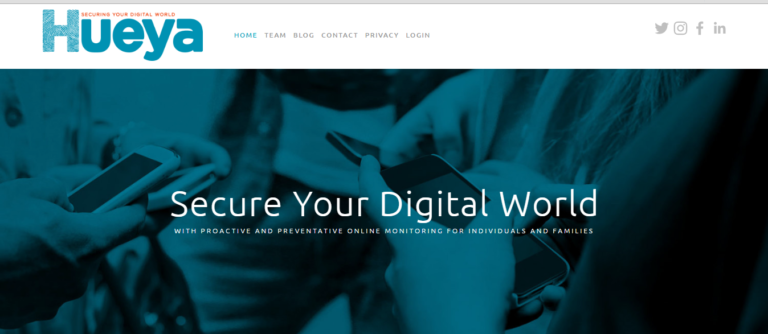 SECURING YOUR DIGITAL WORLD
Hueya
HOME TEAM BLOG CONTACT PRIVACY LOGIN
Secure Your Digital World
WITH PROACTIVE AND PREVENTATIVE ONLINE MONITORING FOR INDIVIDUALS AND FAMILIES